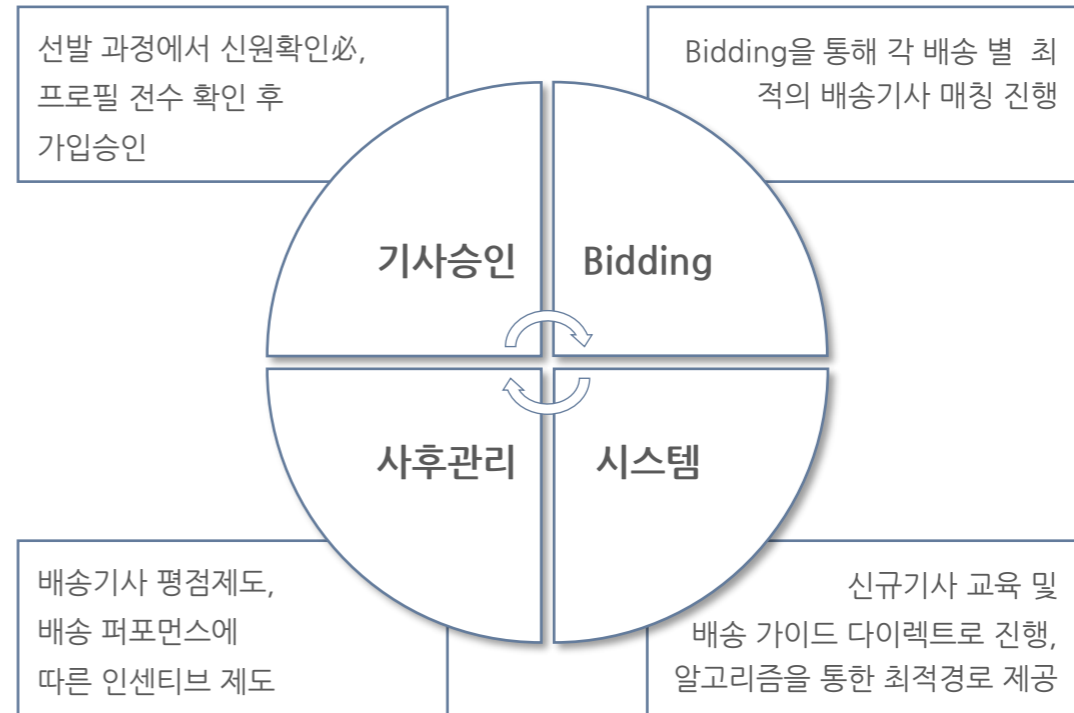 선발 과정에서 신원확인必,
프로필 전수 확인 후
가입승인
Bidding을 통해 각 배송 별 최
적의 배송기사 매칭 진행
기사승인
Bidding
사후관리
시스템
배송기사 평점제도,
배송 퍼포먼스에
따른 인센티브 제도
신규기사 교육 및
배송 가이드 다이렉트로 진행,
알고리즘을 통한 최적경로 제공